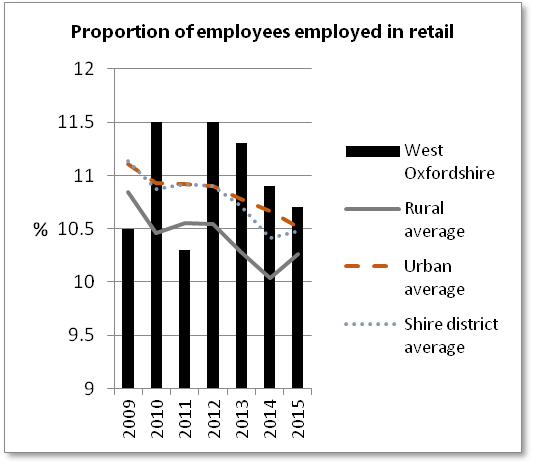 Proportion of employees employed in retail
12
11.5
11
10.5
10
9.5
9
%
2009
2010
2011
2012
2013
2014
2015
West
Oxfordshire
Rural
average
Urban
average
Shire district
average